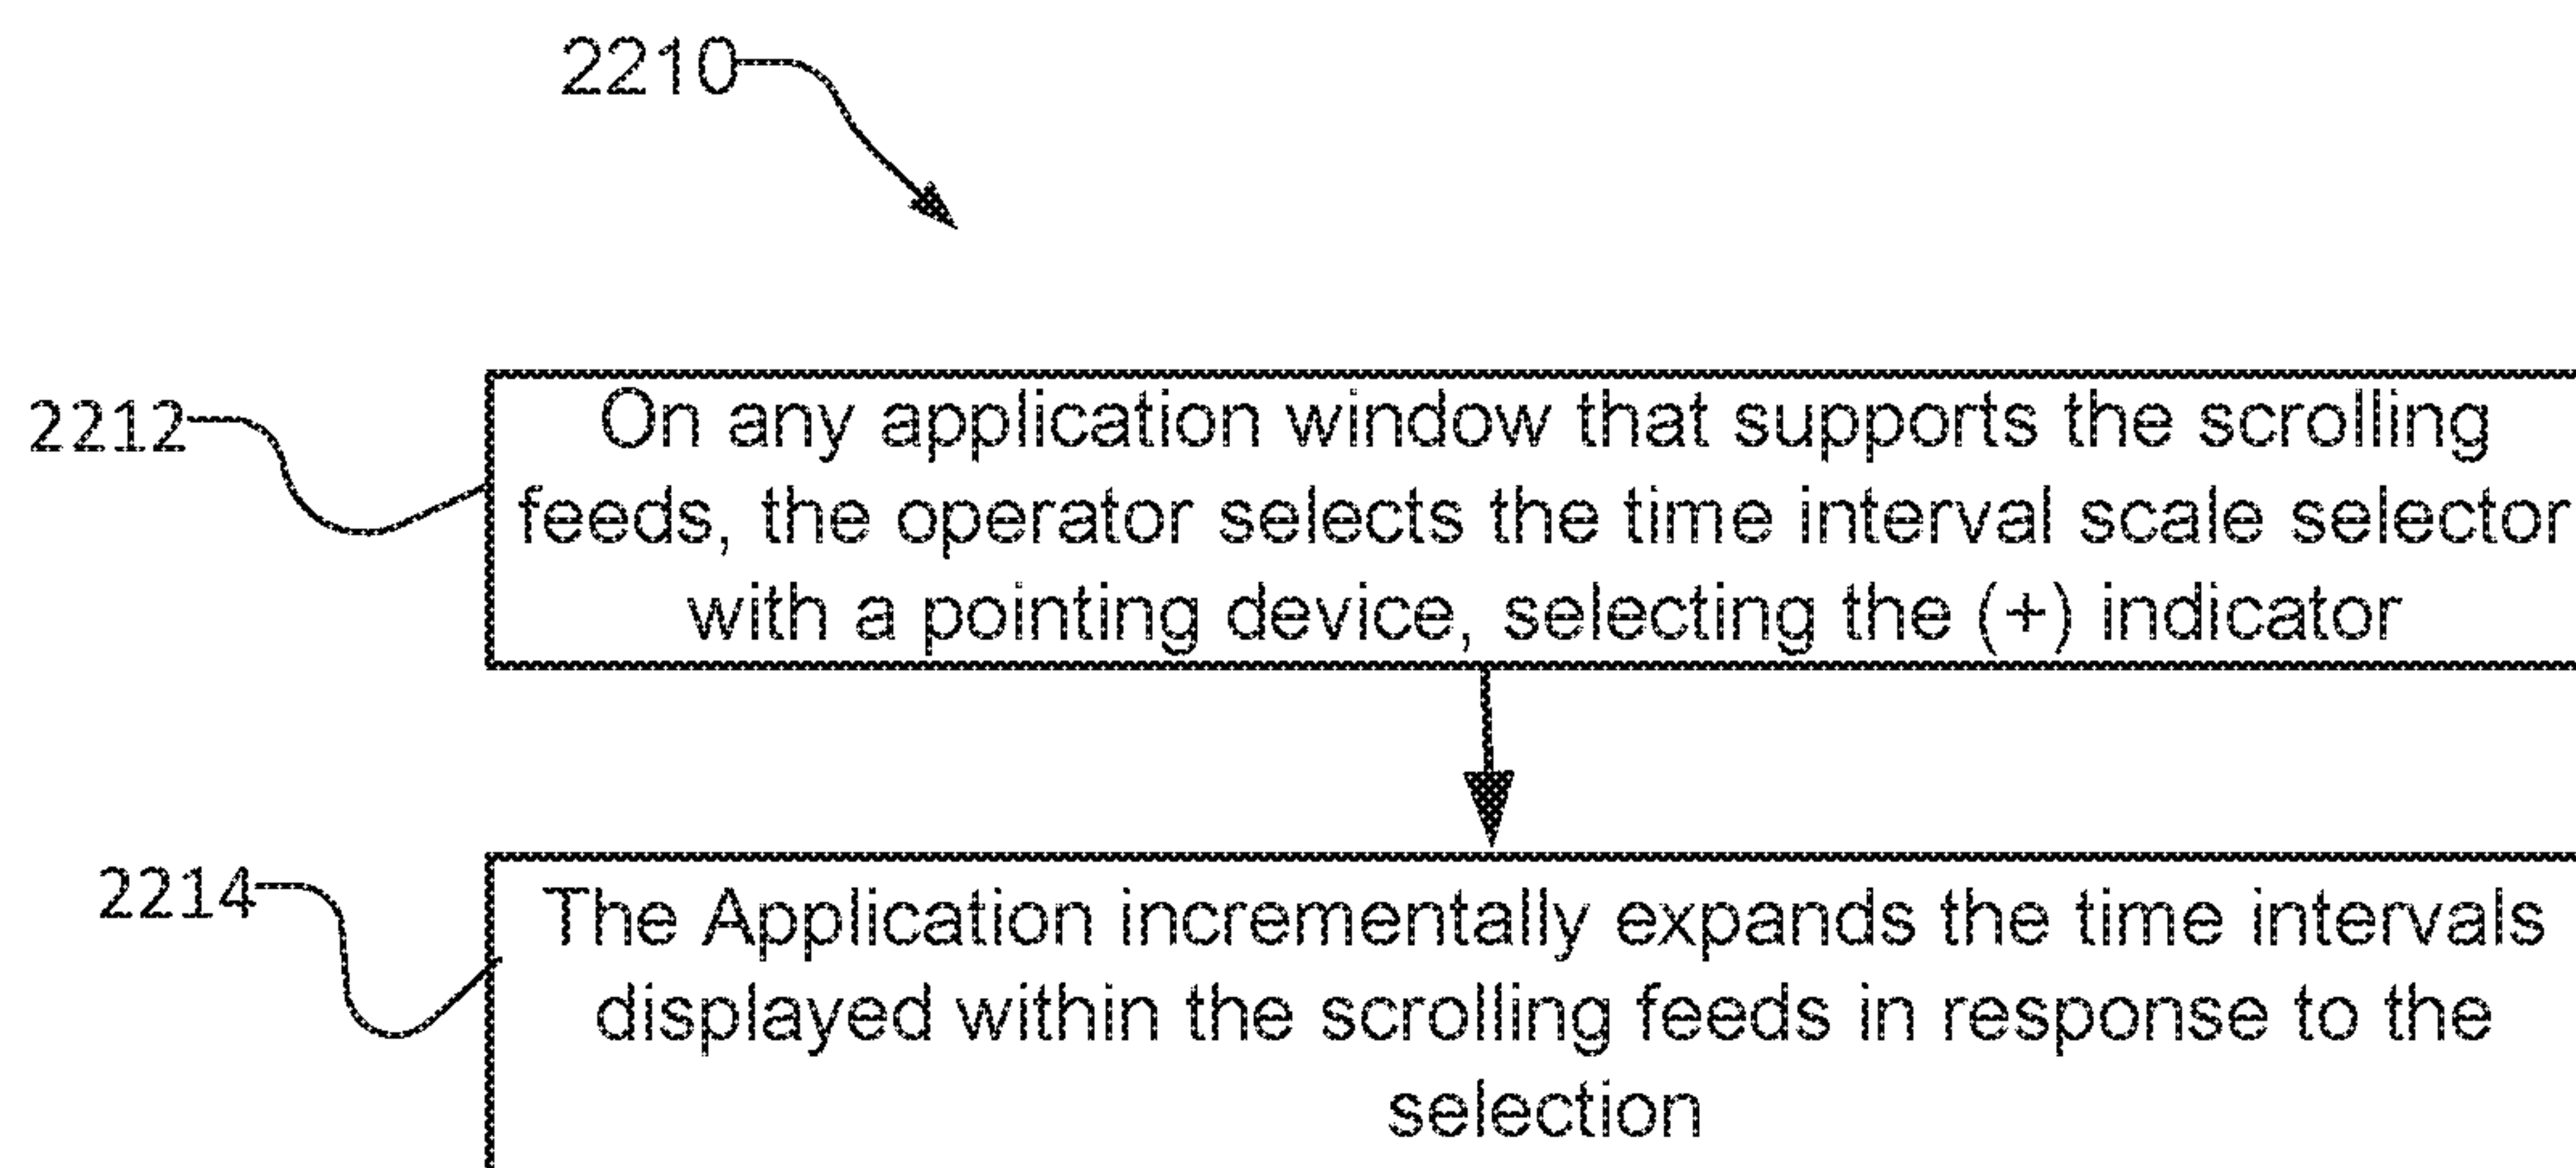 2210
2212
On any application window that supports the scrolling
feeds, the operator selects the time interval scale selector
with a pointing device, selecting the (+) indicator
2214
The Application incrementally expands the time intervals
displayed within the scrolling feeds in response to the
selection